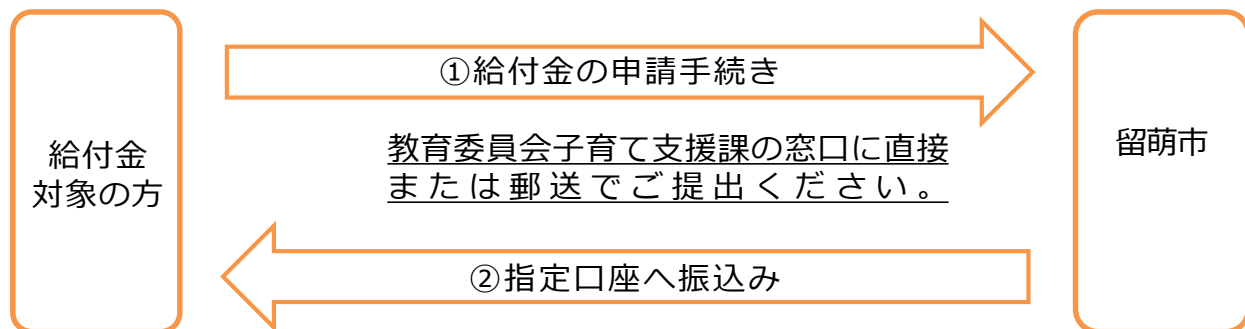 給付金
対象の方
①給付金の申請手続き
教育委員会子育て支援課の窓口に直接
または郵送でご提出ください。
②指定口座へ振込み
留萌市